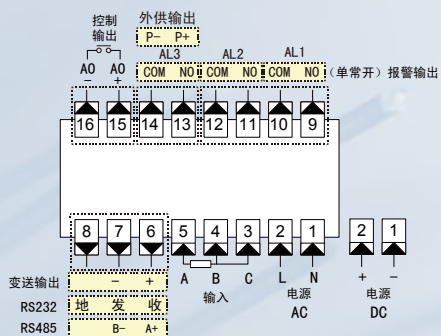 控制
输出
外供输出
P- P+
AO AO
- +
AL3 AL2 AL1
COM NO COM NO COM NO (单常开) 报警输出
16 15 14 13 12 11 10 9
8 7 6 5 4 3 2 1 2 1
变送输出 - + A B C L N + -
输入 电源 电源
AC DC
RS232 地 发 收
RS485 B- A+